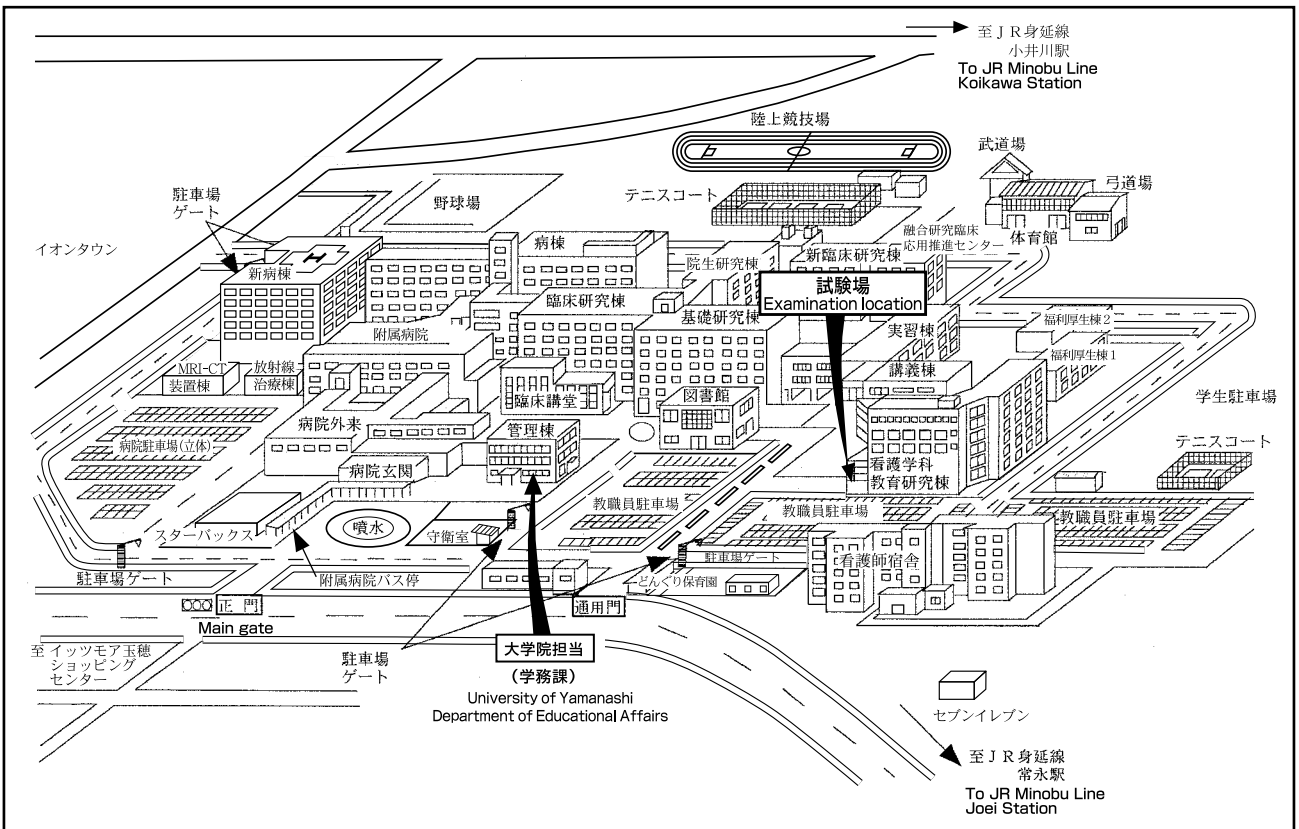 至ＪＲ身延線
小井川駅
To JR Minobu Line
Koikawa Station
陸上競技場
武道場
弓道場
体育館
駐車場
ゲート
野球場
テニスコート
イオンタウン
新病棟
H
病棟
院生研究棟
新臨床研究棟
融合研究臨床
応用推進センター
試験場
Examination location
附属病院
臨床研究棟
基礎研究棟
実習棟
福利厚生棟2
福利厚生棟1
講義棟
MRI-CT
装置棟
放射線
治療棟
臨床講堂
図書館
学生駐車場
病院駐車場(立体)
病院外来
管理棟
テニスコート
病院玄関
看護学科
教育研究棟
教職員駐車場
教職員駐車場
教職員駐車場
スターバックス
噴水
守衛室
駐車場ゲート
看護師宿舎
駐車場ゲート
附属病院バス停
どんぐり保育園
正門
Main gate
通用門
至イッツモア玉穂
ショッピング
センター
駐車場
ゲート
大学院担当
(学務課)
University of Yamanashi
Department of Educational Affairs
セブンイレブン
至ＪＲ身延線
常永駅
To JR Minobu Line
Joei Station